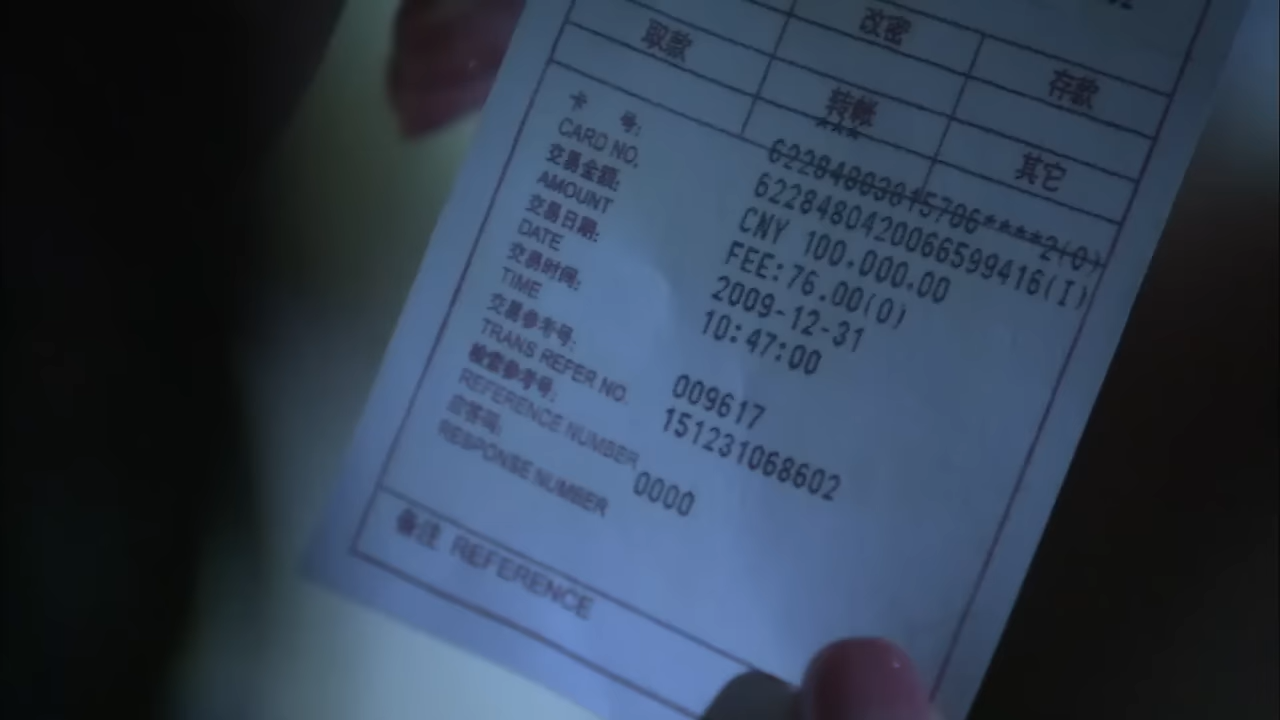 改密
取款
存款
转帐
***
其它
卡 号:
CARD NO.
62284803015706****2(O)
6228480420066599416(I)
交易金额:
AMOUNT
CNY 100.000.00
FEE:76.00(O)
交易日期:
DATE
2009-12-31
交易时间:
TIME
10:47:00
交易参考号:
TRANS REFER NO.
009617
检索参考号:
REFERENCE NUMBER
151231068602
应答码:
RESPONSE NUMBER
0000
备注 REFERENCE